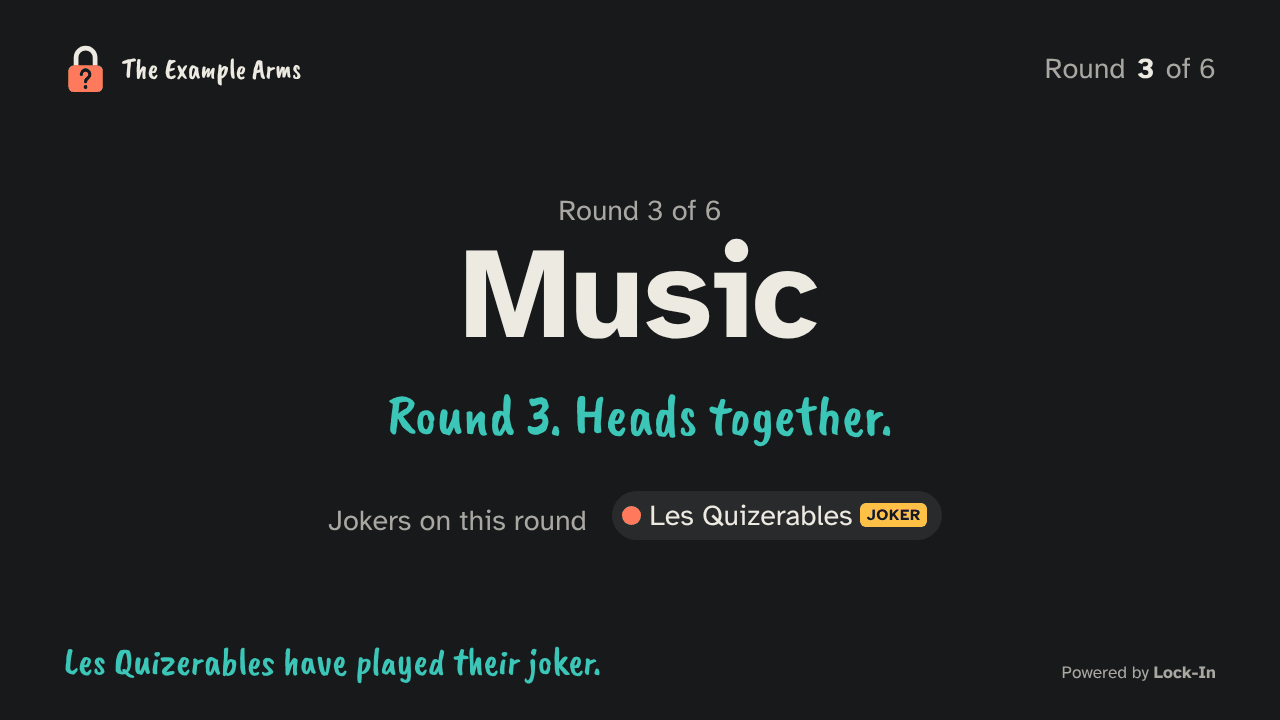 ?
The Example Arms
Round 3 of 6
Round 3 of 6
Music
Round 3. Heads together.
Jokers on this round
Les Quizerables JOKER
Les Quizerables have played their joker.
Powered by Lock-In